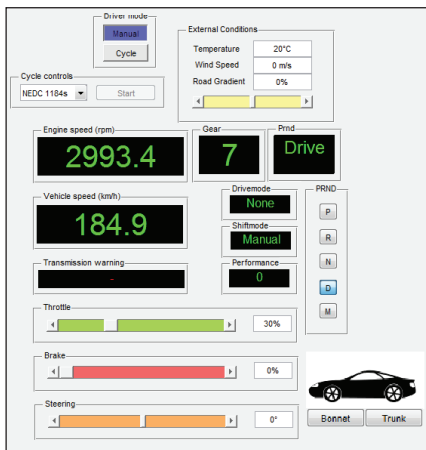 Driver mode
Manual
Cycle
External Conditions
Temperature 20°C
Wind Speed 0 m/s
Road Gradient 0%
Cycle controls
NEDC 1184s Start
Engine speed (rpm)
2993.4
Gear
7
Prnd
Drive
Vehicle speed (km/h)
184.9
Drivemode
None
Shiftmode
Manual
PRND
P
R
N
D
M
Transmission warning
-
Performance
0
Throttle
30%
Brake
0%
Steering
0°
Bonnet Trunk